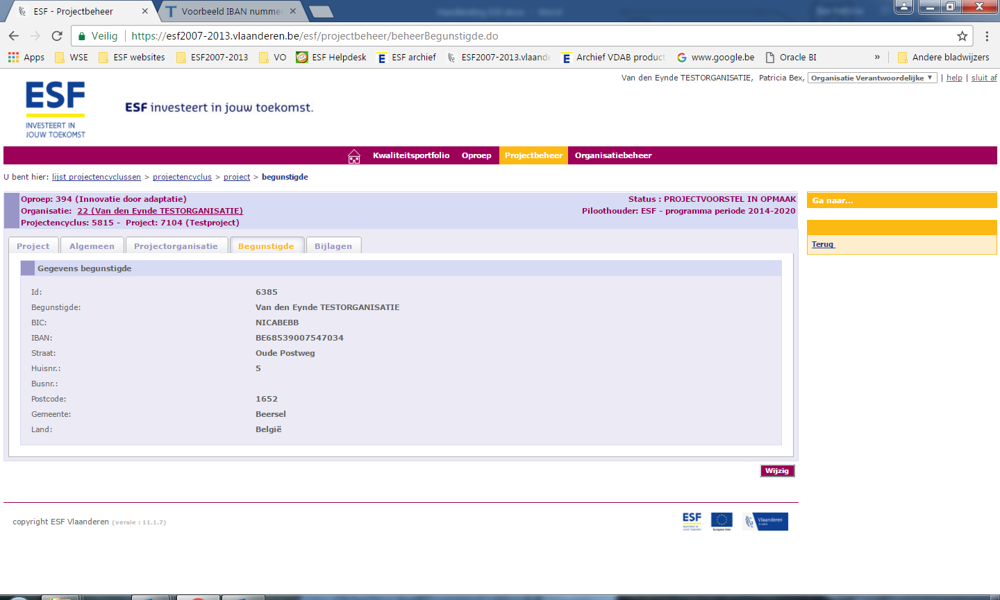 ESF - Projectbeheer
Voorbeeld IBAN nummer
Veilig
https://esf2007-2013.vlaanderen.be/esf/projectbeheer/beheerBegunstigde.do
Apps
WSE
ESF websites
ESF2007-2013
VO
ESF Helpdesk
ESF archief
ESF2007-2013.vlaande
Archief VDAB product
www.google.be
Oracle BI
»
Andere bladwijzers
Van den Eynde TESTORGANISATIE, Patricia Bex, Organisatie Verantwoordelijke | help | sluit af
ESF
INVESTEERT IN
JOUW TOEKOMST
ESF investeert in jouw toekomst.
Kwaliteitsportfolio Oproep Projectbeheer Organisatiebeheer
U bent hier: lijst projectencyclussen > projectencyclus > project > begunstigde
Oproep: 394 (Innovatie door adaptatie)
Status : PROJECTVOORSTEL IN OPMAAK
Organisatie: 22 (Van den Eynde TESTORGANISATIE)
Piloothouder: ESF - programma periode 2014-2020
Projectencyclus: 5815 - Project: 7104 (Testproject)
Ga naar...
Terug
Project Algemeen Projectorganisatie Begunstigde Bijlagen
Gegevens begunstigde
Id: 6385
Begunstigde: Van den Eynde TESTORGANISATIE
BIC: NICABEBB
IBAN: BE68539007547034
Straat: Oude Postweg
Huisnr.: 5
Busnr.:
Postcode: 1652
Gemeente: Beersel
Land: België
Wijzig
copyright ESF Vlaanderen (versie : 11.1.7)
ESF
Vlaanderen